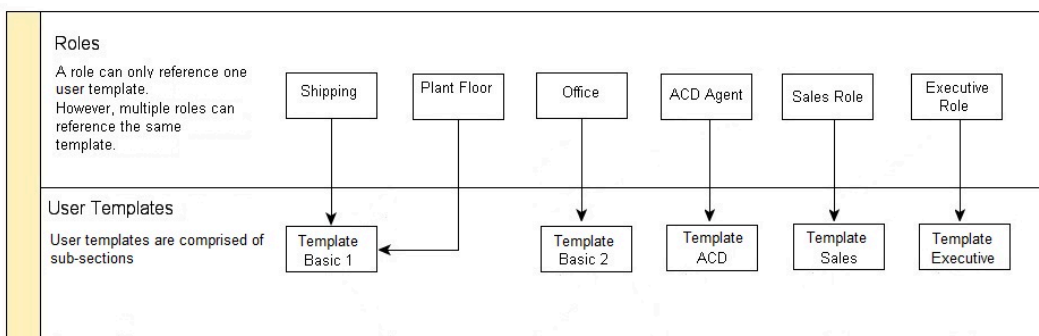 Roles
A role can only reference one
user template.
However, multiple roles can
reference the same
template.
Shipping
Plant Floor
Office
ACD Agent
Sales Role
Executive
Role
User Templates
User templates are comprised of
sub-sections
Template
Basic 1
Template
Basic 2
Template
ACD
Template
Sales
Template
Executive